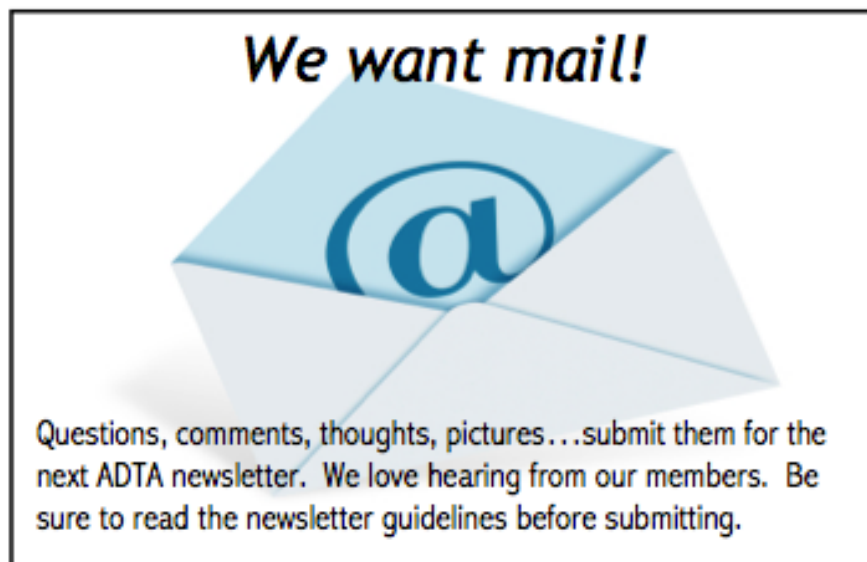 We want mail!
@
Questions, comments, thoughts, pictures...submit them for the
next ADTA newsletter.  We love hearing from our members.  Be
sure to read the newsletter guidelines before submitting.